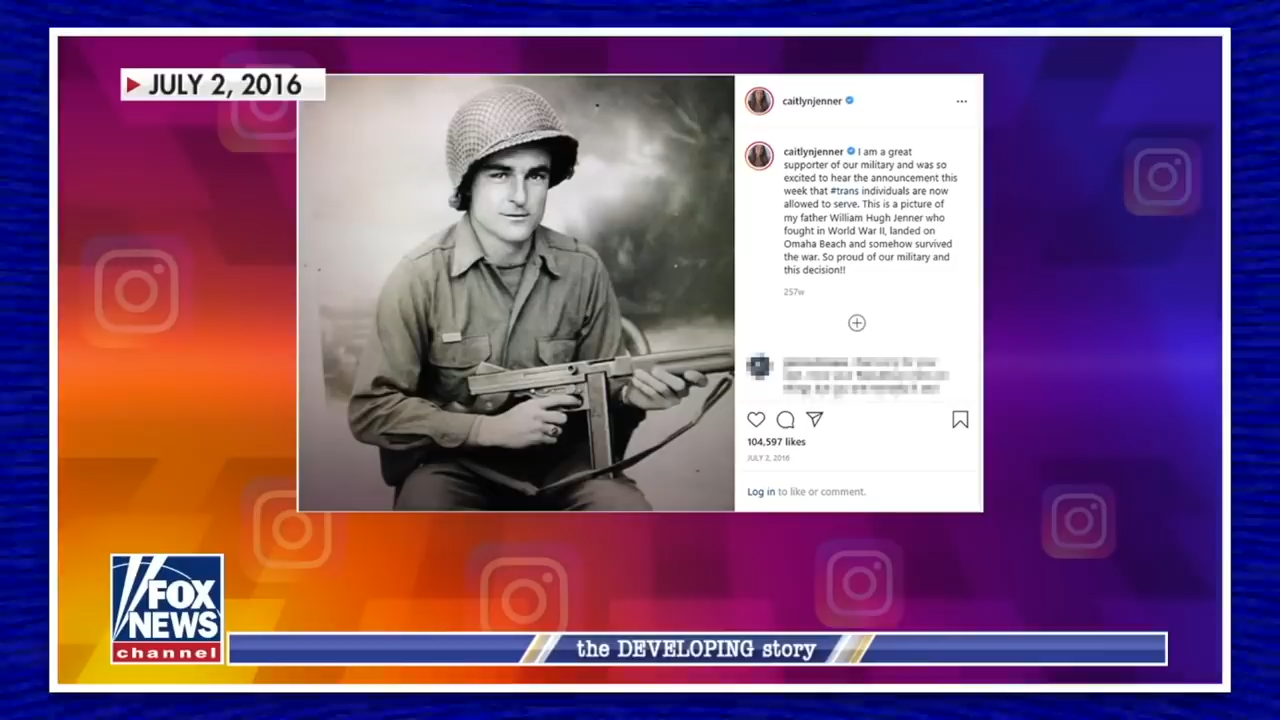 JULY 2, 2016
caitlynjenner
caitlynjenner I am a great
supporter of our military and was so
excited to hear the announcement this
week that #trans individuals are now
allowed to serve. This is a picture of
my father William Hugh Jenner who
fought in World War II, landed on
Omaha Beach and somehow survived
the war. So proud of our military and
this decision!!
257w
104,597 likes
JULY 2, 2016
Log in to like or comment.
FOX
NEWS
channel
the DEVELOPING story